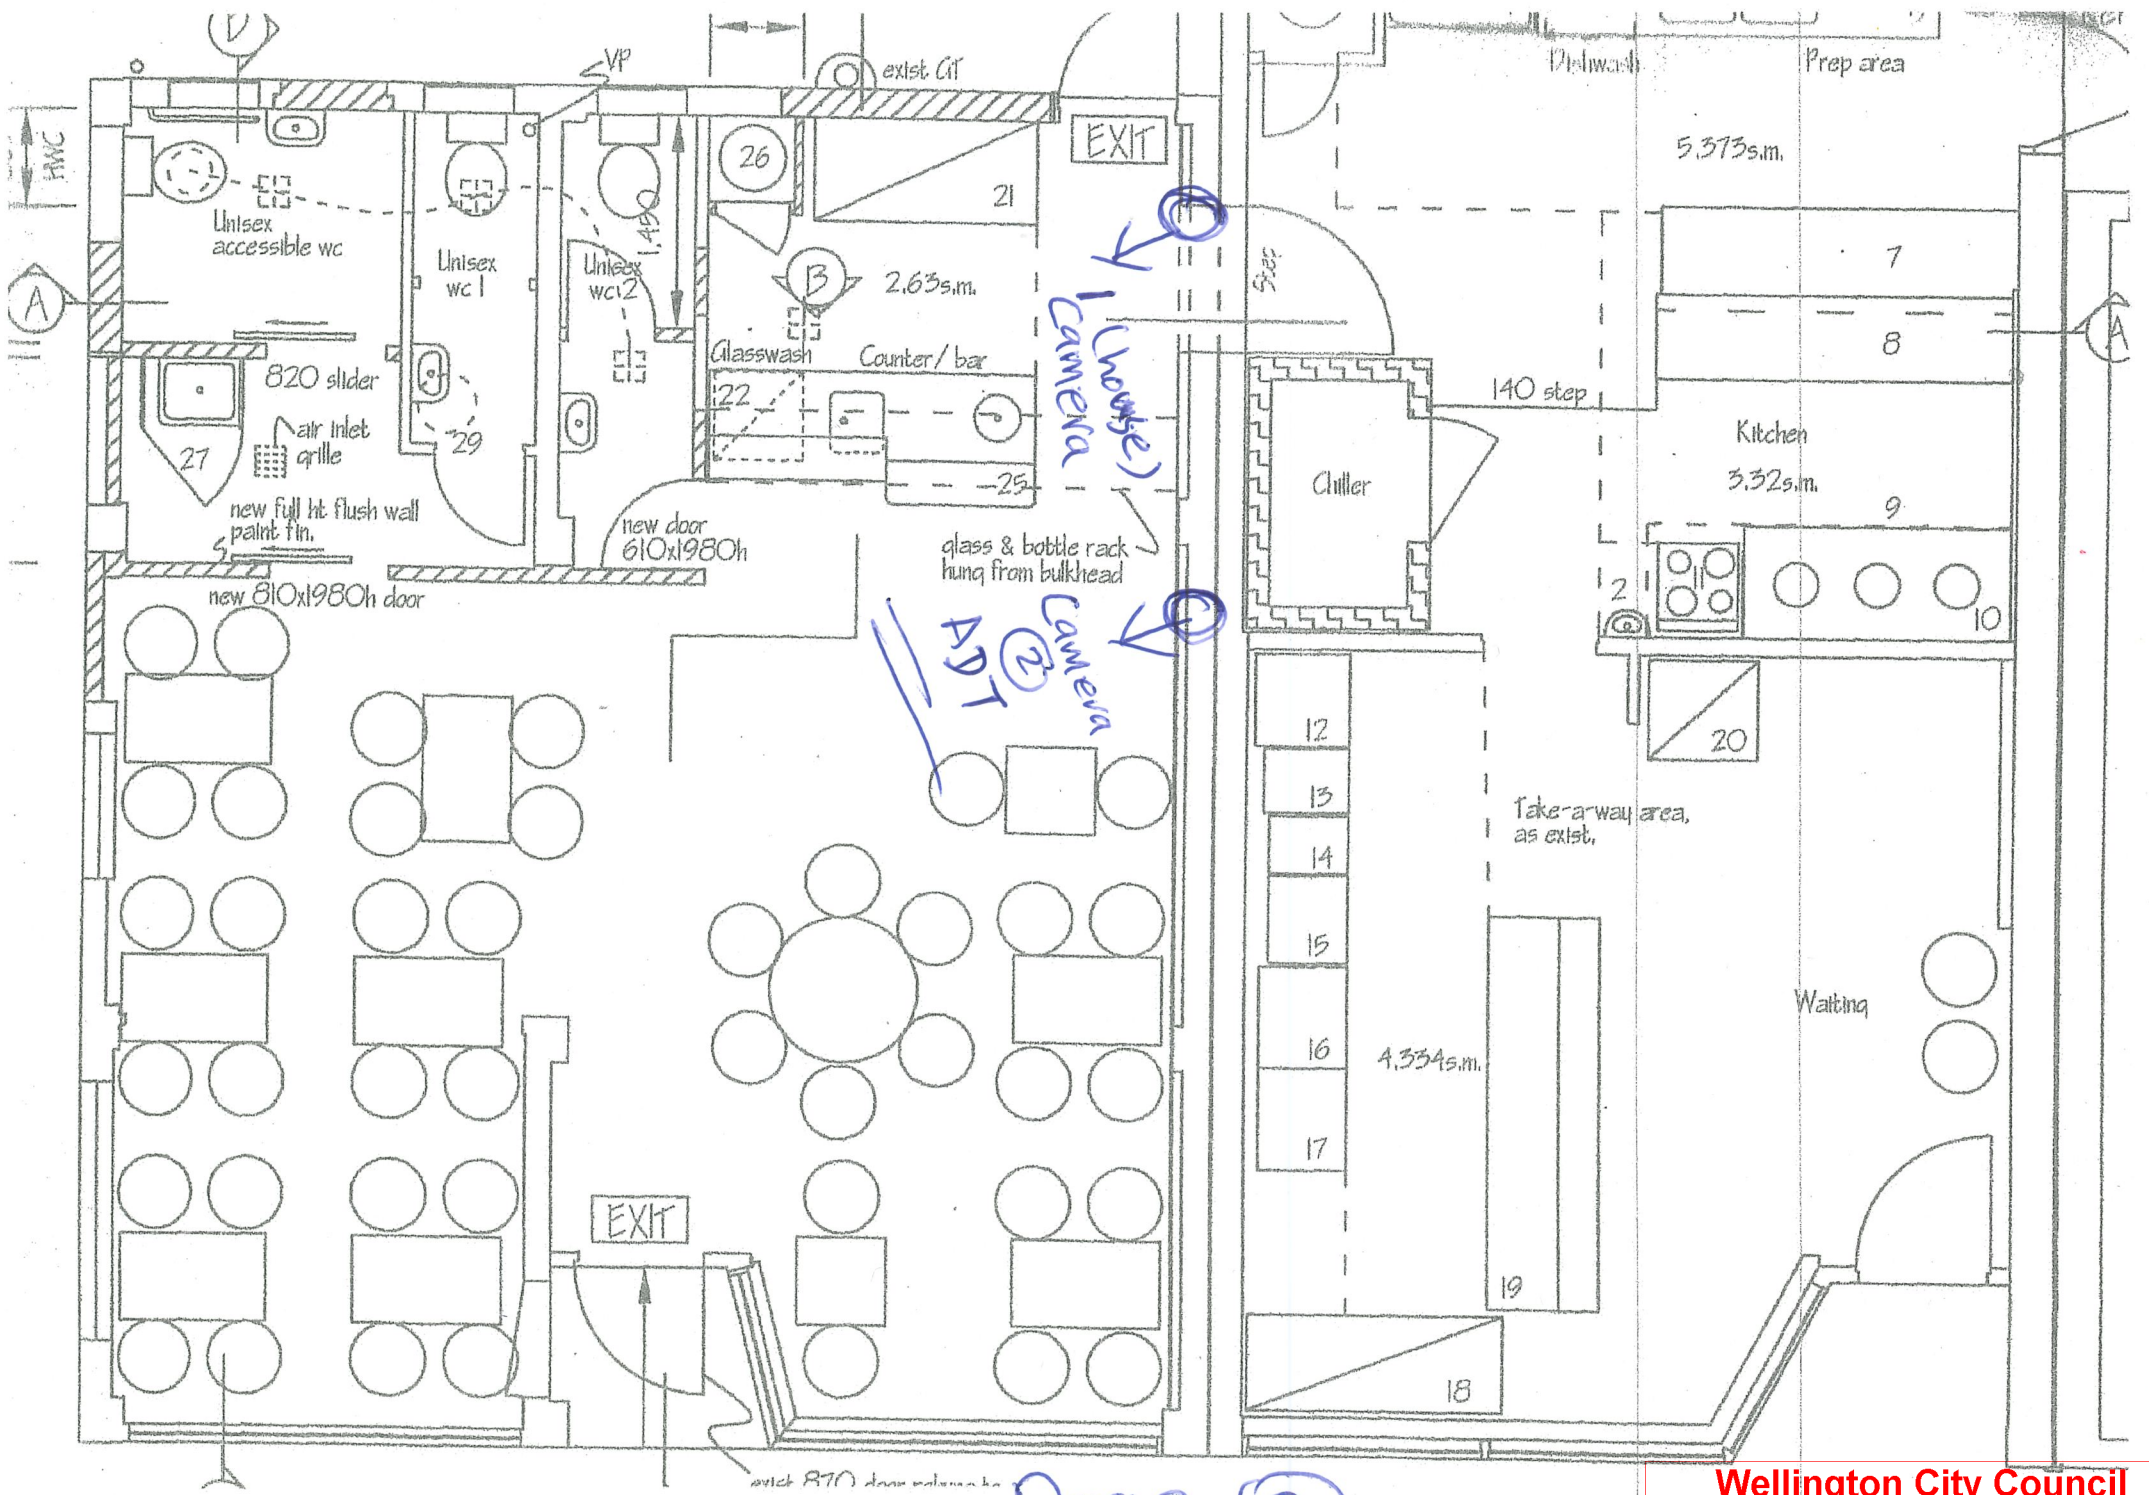 D
VP
exist GT
Dishwash
Prep area
HWC
26
EXIT
5.373s.m.
21
1,450
Unisex
accessible wc
Unisex
wc 1
Unisex
wc 2
B
2.63s.m.
Step
7
A
1 (house)
Camera
8
A
Glasswash
Counter/ bar
820 slider
22
140 step
air inlet
grille
29
27
Kitchen
3.32s.m.
Chiller
25
9
new full ht flush wall
paint fin.
new door
610x1980h
glass & bottle rack
hung from bulkhead
new 810x1980h door
2
10
Camera
2
ADT
12
20
13
Take-a-way area,
as exist.
14
15
Waiting
16
4.334s.m.
17
EXIT
19
18
exist 870 door
Wellington City Council